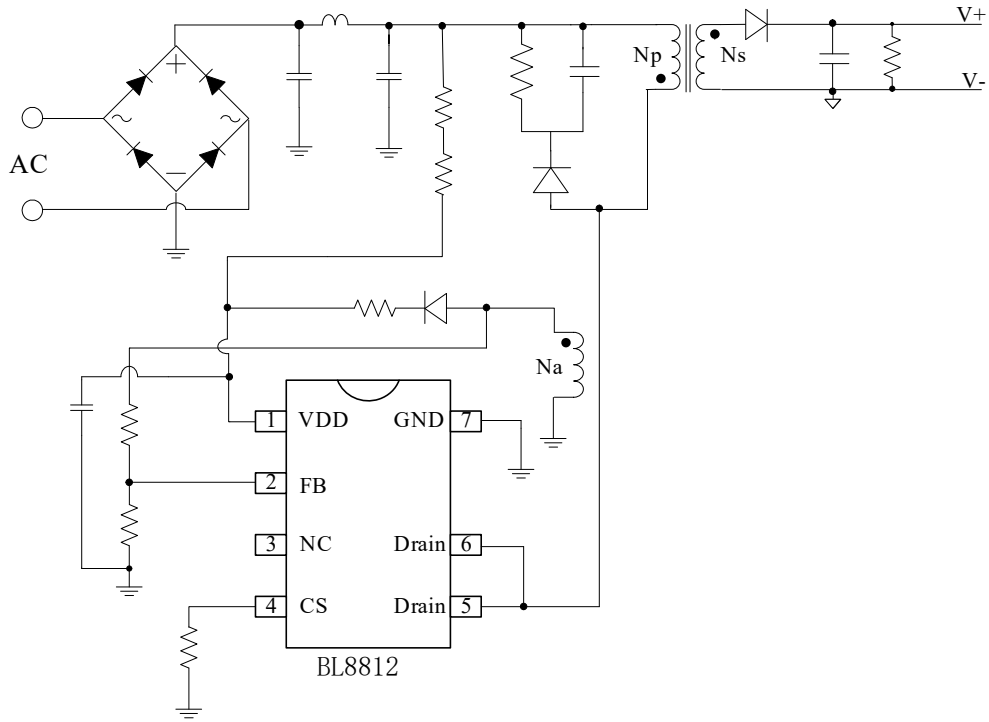 V+
Np
Ns
V-
+
~ ~
AC
—
Na
1 VDD GND 7
2 FB
3 NC Drain 6
4 CS Drain 5
BL8812